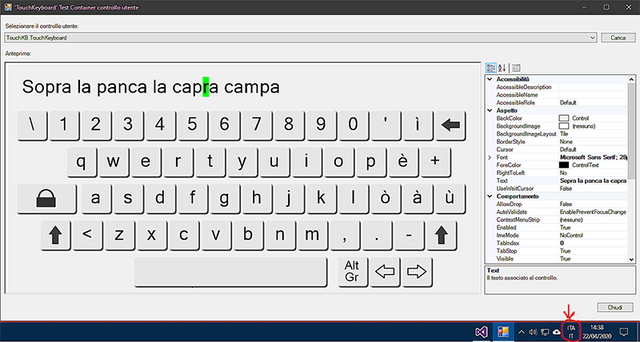 'TouchKeyboard' Test Container controllo utente
Selezionare il controllo utente:
TouchKB.TouchKeyboard
Carica
Anteprima:
Sopra la panca la capra campa
\ 1 2 3 4 5 6 7 8 9 0 ' ì
q w e r t y u i o p è +
a s d f g h j k l ò à ù
< z x c v b n m , . -
Alt
Gr
Accessibilità
AccessibleDescription
AccessibleName
AccessibleRole Default
Aspetto
BackColor Control
BackgroundImage (nessuno)
BackgroundImageLayout Tile
BorderStyle None
Cursor Default
Font Microsoft Sans Serif; 28p
ForeColor ControlText
RightToLeft No
Text Sopra la panca la capra
UseWaitCursor False
Comportamento
AllowDrop False
AutoValidate EnablePreventFocusChange
ContextMenuStrip (nessuno)
Enabled True
ImeMode NoControl
TabIndex 0
TabStop True
Visible True
Text
Il testo associato al controllo.
Chiudi
ITA
IT
14:38
22/04/2020